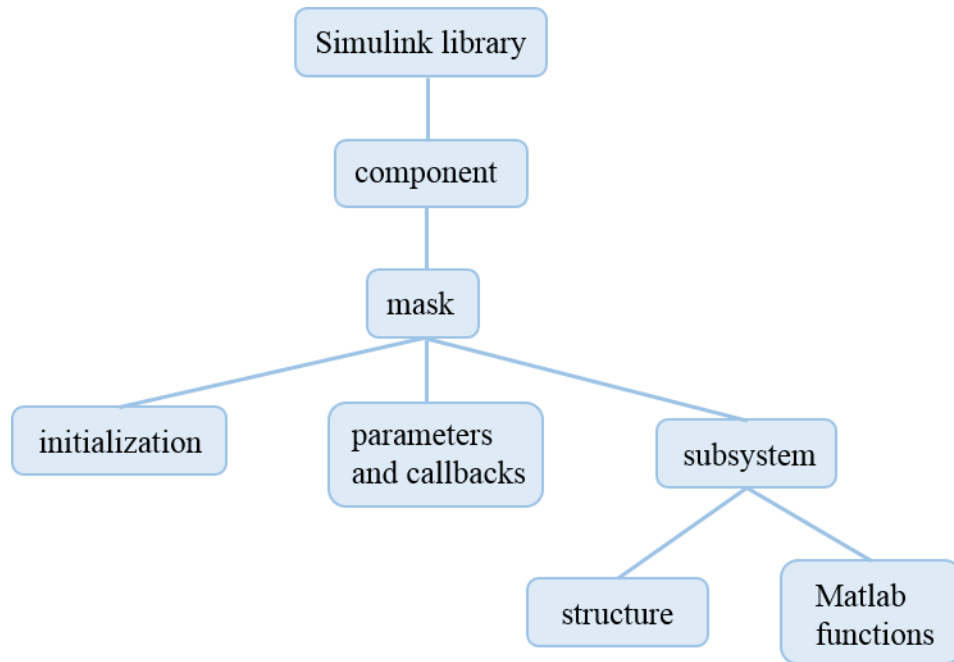 Simulink library
component
mask
initialization
parameters
and callbacks
subsystem
structure
Matlab
functions